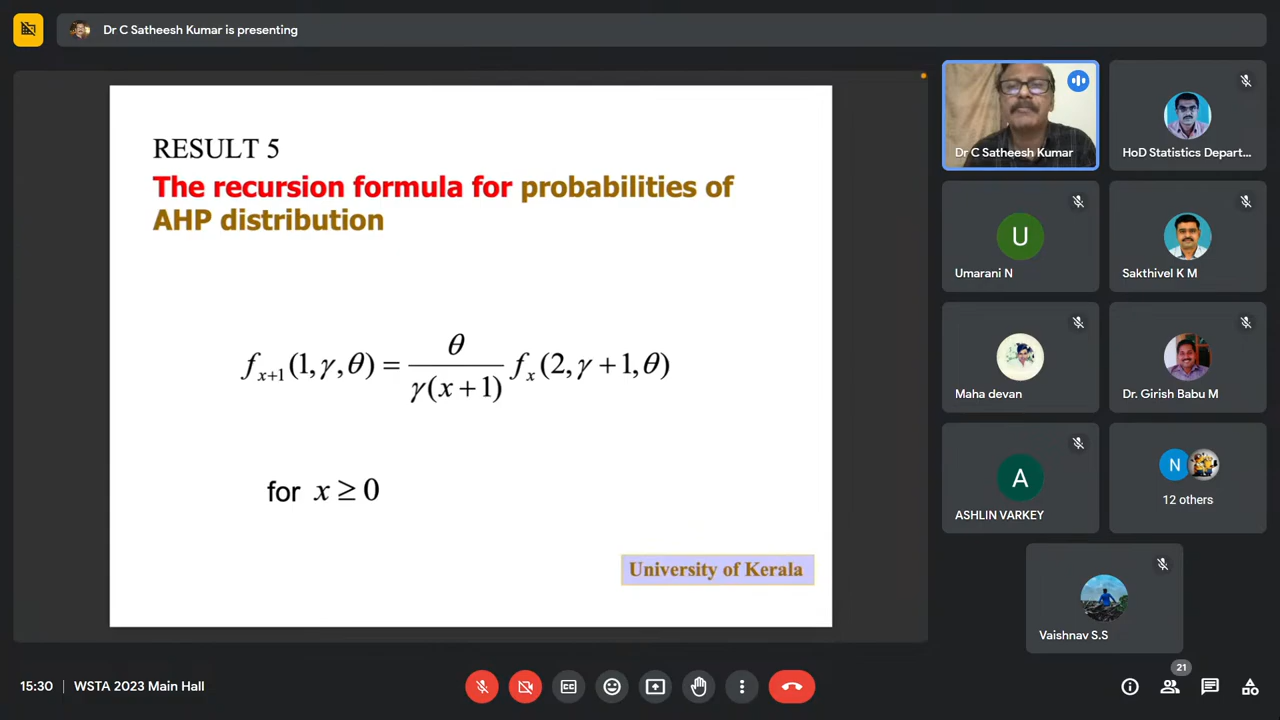 Dr C Satheesh Kumar is presenting
RESULT 5
The recursion formula for probabilities of
AHP distribution
f_{x+1}(1,γ,θ) = \frac{θ}{γ(x+1)} f_x(2,γ+1,θ)
for x ≥ 0
University of Kerala
Dr C Satheesh Kumar
HoD Statistics Depart...
U
Umarani N
Sakthivel K M
Maha devan
Dr. Girish Babu M
A
ASHLIN VARKEY
N
12 others
Vaishnav S.S
15:30 | WSTA 2023 Main Hall
CC
21